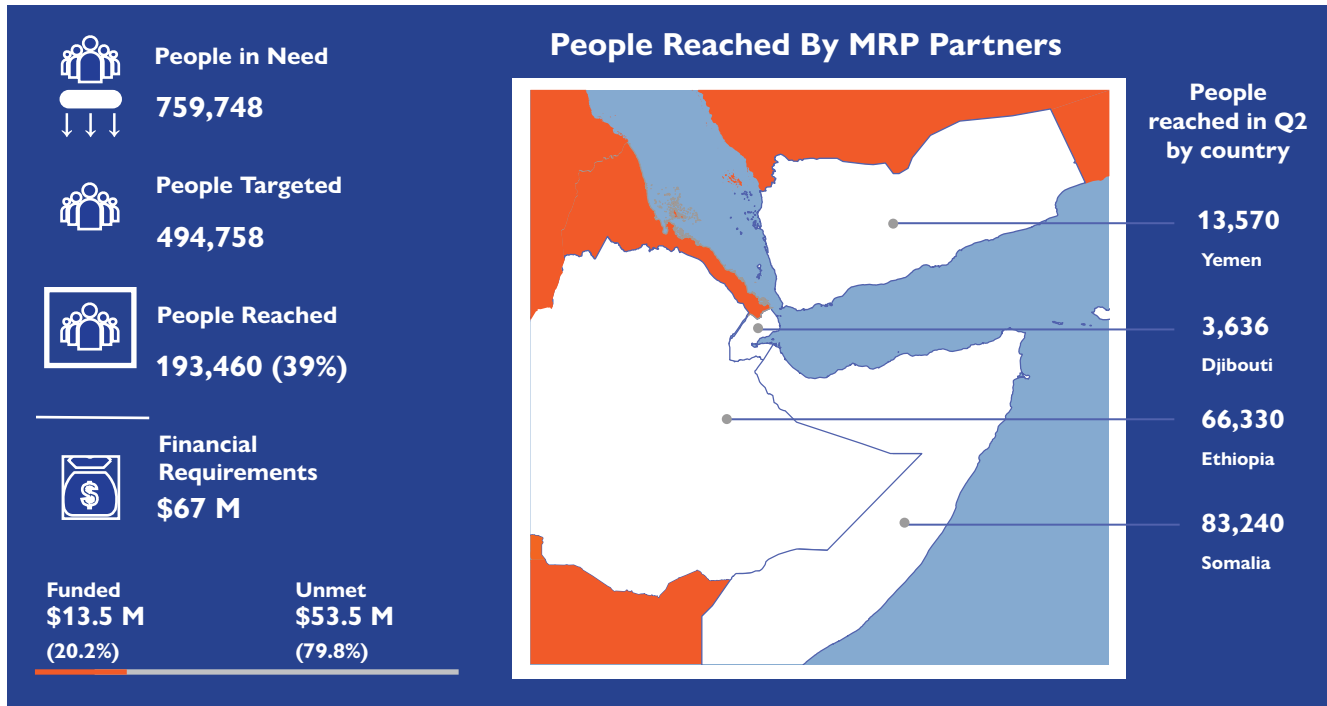 People in Need
759,748
People Targeted
494,758
People Reached
193,460 (39%)
Financial
Requirements
$67 M
$
Funded
$13.5 M
(20.2%)
Unmet
$53.5 M
(79.8%)
People Reached By MRP Partners
People
reached in Q2
by country
13,570
Yemen
3,636
Djibouti
66,330
Ethiopia
83,240
Somalia